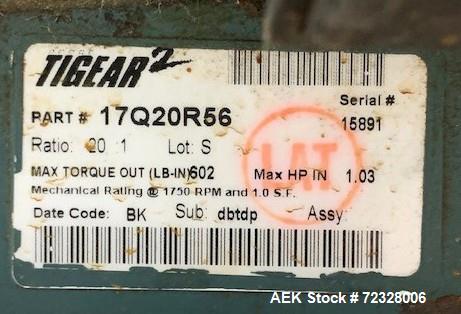 TIGEAR 2
Serial #
PART # 17Q20R56
15891
Ratio: 20 :1 Lot: S
LAT
MAX TORQUE OUT (LB-IN) 602 Max HP IN 1.03
Mechanical Rating @ 1750 RPM and 1.0 S.F.
Date Code: BK Sub: dbtdp Assy:
AEK Stock # 72328006